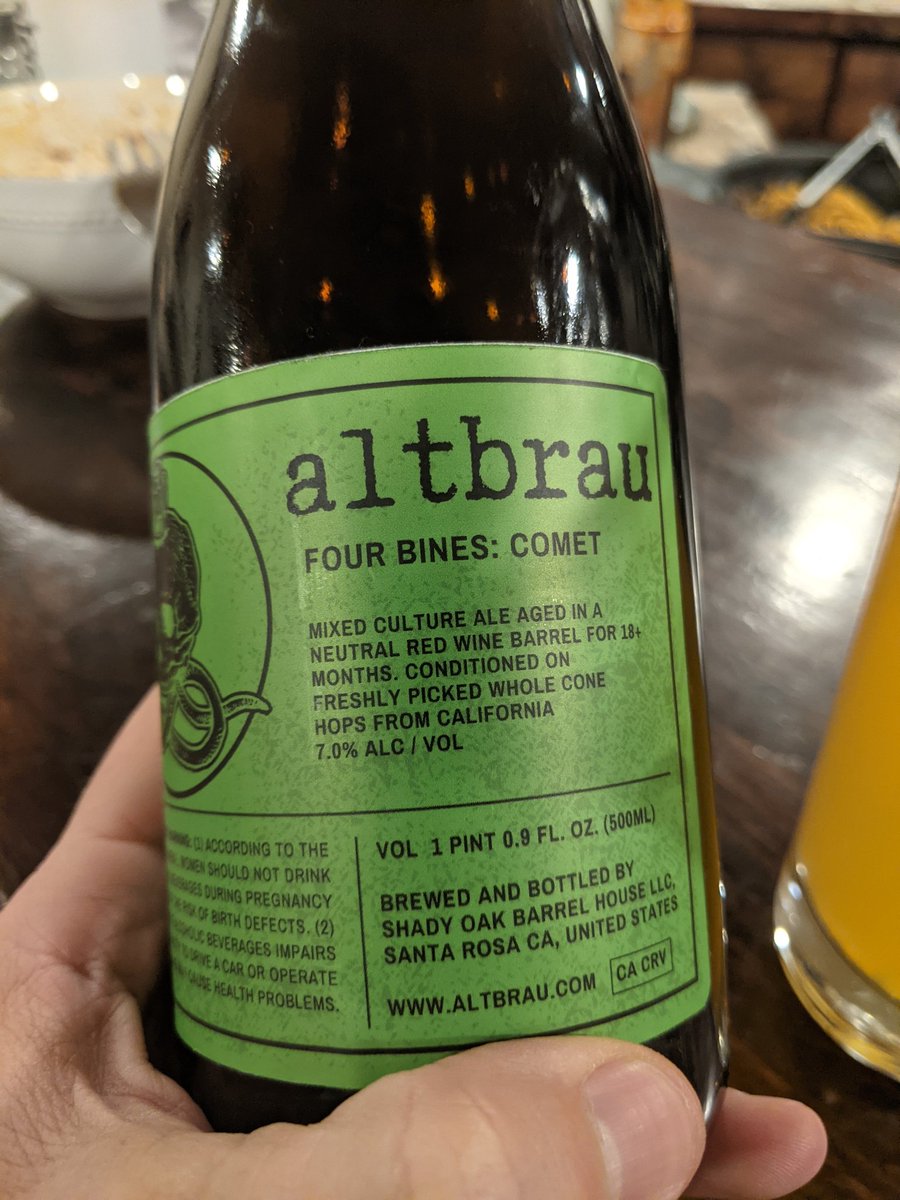 altbrau
FOUR BINES: COMET
MIXED CULTURE ALE AGED IN A
NEUTRAL RED WINE BARREL FOR 18+
MONTHS. CONDITIONED ON
FRESHLY PICKED WHOLE CONE
HOPS FROM CALIFORNIA
7.0% ALC / VOL
(1) ACCORDING TO THE
WOMEN SHOULD NOT DRINK
DURING PREGNANCY
RISK OF BIRTH DEFECTS. (2)
BEVERAGES IMPAIRS
DRIVE A CAR OR OPERATE
CAUSE HEALTH PROBLEMS.
VOL 1 PINT 0.9 FL. OZ. (500ML)
BREWED AND BOTTLED BY
SHADY OAK BARREL HOUSE LLC,
SANTA ROSA CA, UNITED STATES
WWW.ALTBRAU.COM
CA CRV